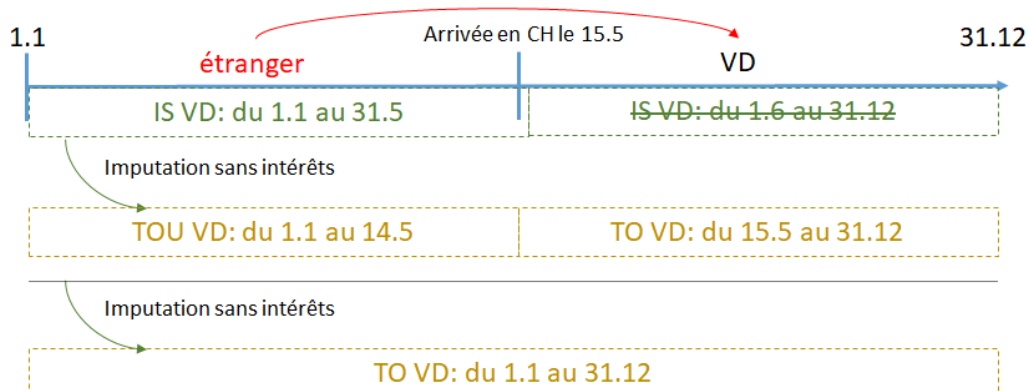 1.1
Arrivée en CH le 15.5
31.12
étranger
VD
IS VD: du 1.1 au 31.5
IS VD: du 1.6 au 31.12
Imputation sans intérêts
TOU VD: du 1.1 au 14.5
TO VD: du 15.5 au 31.12
Imputation sans intérêts
TO VD: du 1.1 au 31.12